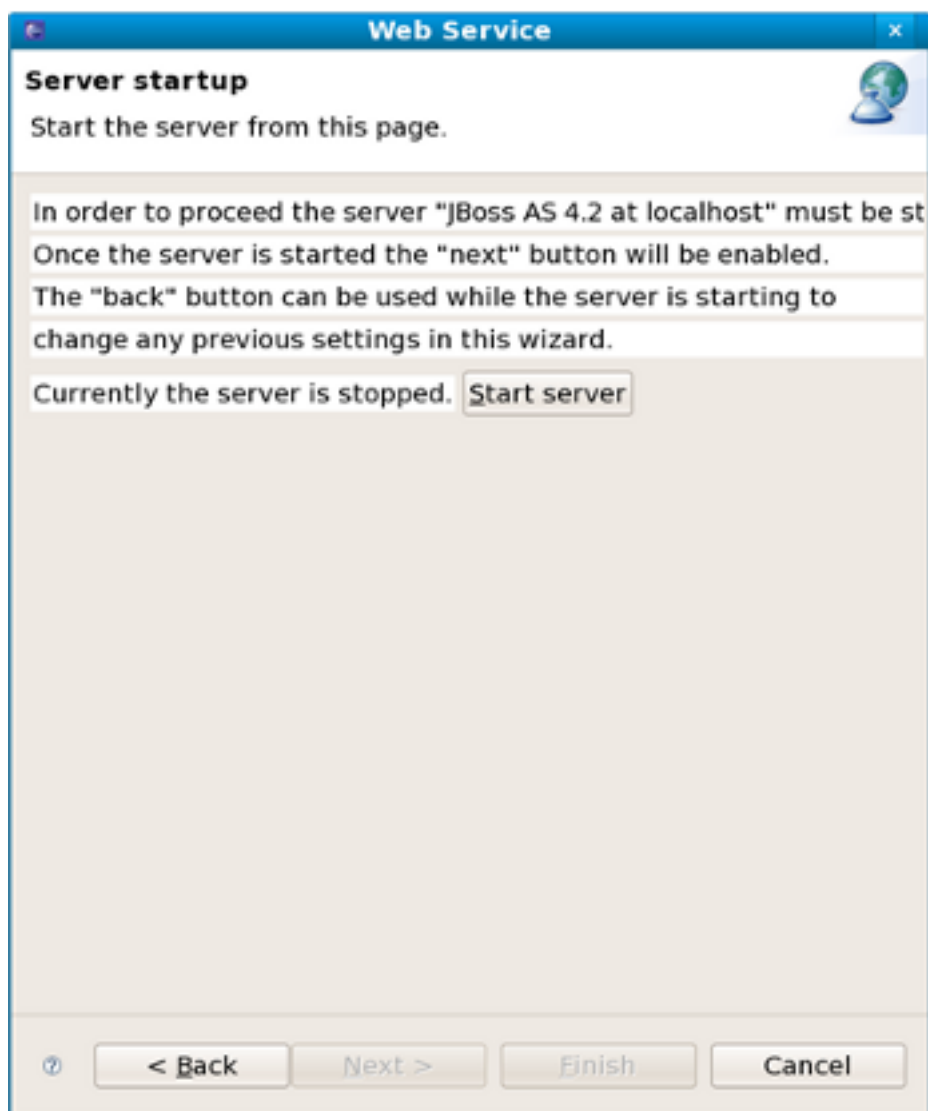 Web Service
Server startup
Start the server from this page.
In order to proceed the server "JBoss AS 4.2 at localhost" must be st
Once the server is started the "next" button will be enabled.
The "back" button can be used while the server is starting to
change any previous settings in this wizard.
Currently the server is stopped. Start server
< Back Next > Finish Cancel